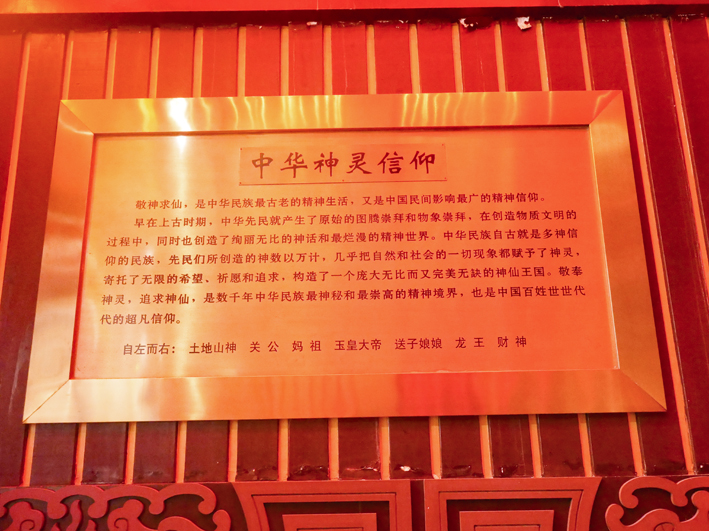 中华神灵信仰
敬神求仙，是中华民族最古老的精神生活，又是中国民间影响最广的精神信仰。
早在上古时期，中华先民就产生了原始的图腾崇拜和物象崇拜，在创造物质文明的
过程中，同时也创造了绚丽无比的神话和最烂漫的精神世界。中华民族自古就是多神信
仰的民族，先民们所创造的神数以万计，几乎把自然和社会的一切现象都赋予了神灵，
寄托了无限的希望、祈愿和追求，构造了一个庞大无比而又完美无缺的神仙王国。敬奉
神灵，追求神仙，是数千年中华民族最神秘和最崇高的精神境界，也是中国百姓世世代
代的超凡信仰。
自左而右： 土地山神 关公 妈祖 玉皇大帝 送子娘娘 龙王 财神